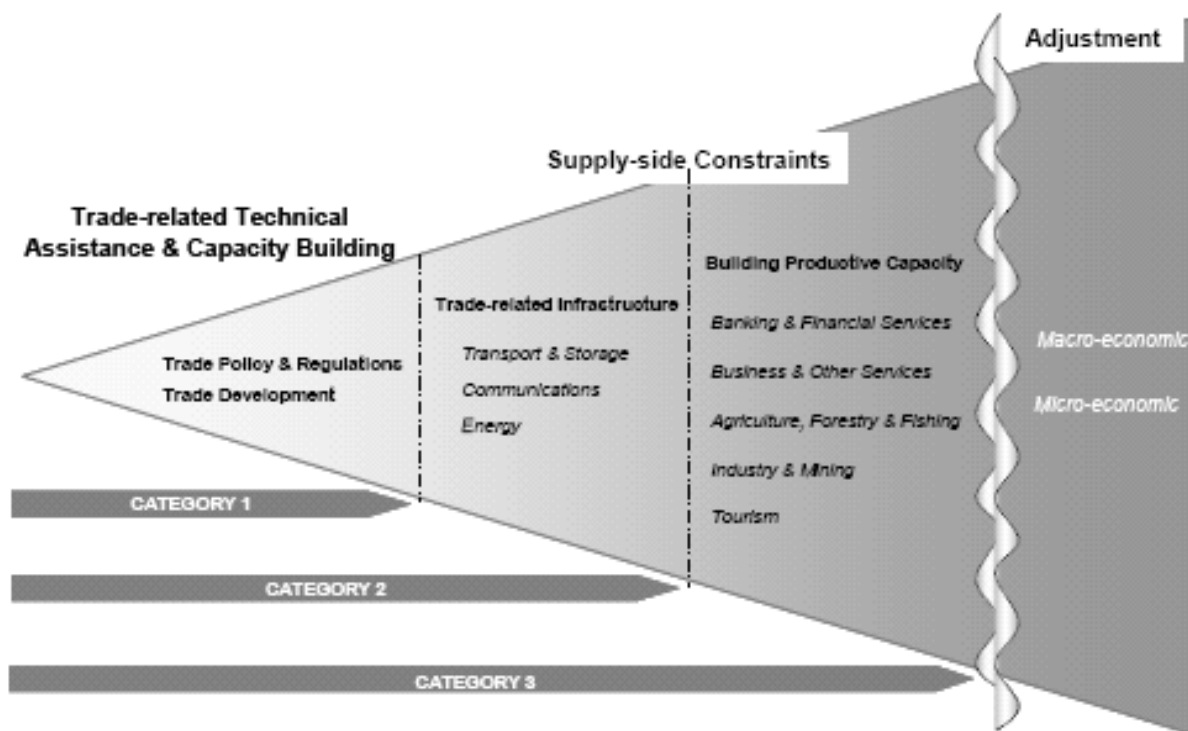 Adjustment
Supply-side Constraints
Trade-related Technical
Assistance & Capacity Building
Trade Policy & Regulations
Trade Development
Trade-related Infrastructure
Transport & Storage
Communications
Energy
Building Productive Capacity
Banking & Financial Services
Business & Other Services
Agriculture, Forestry & Fishing
Industry & Mining
Tourism
Macro-economic
Micro-economic
CATEGORY 1
CATEGORY 2
CATEGORY 3